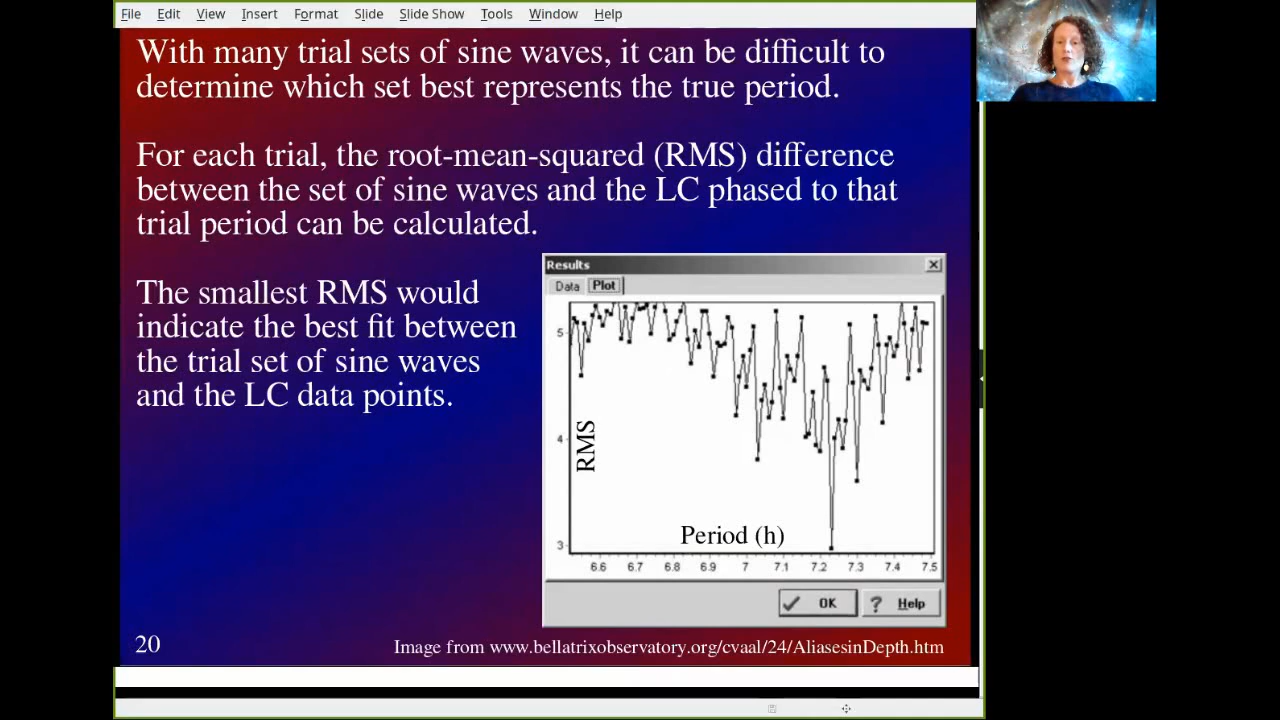 File Edit View Insert Format Slide Slide Show Tools Window Help
With many trial sets of sine waves, it can be difficult to
determine which set best represents the true period.
For each trial, the root-mean-squared (RMS) difference
between the set of sine waves and the LC phased to that
trial period can be calculated.
The smallest RMS would
indicate the best fit between
the trial set of sine waves
and the LC data points.
Results
Data Plot
5
4
3
RMS
Period (h)
6.6 6.7 6.8 6.9 7 7.1 7.2 7.3 7.4 7.5
OK Help
20
Image from www.bellatrixobservatory.org/cvaal/24/AliasesinDepth.htm